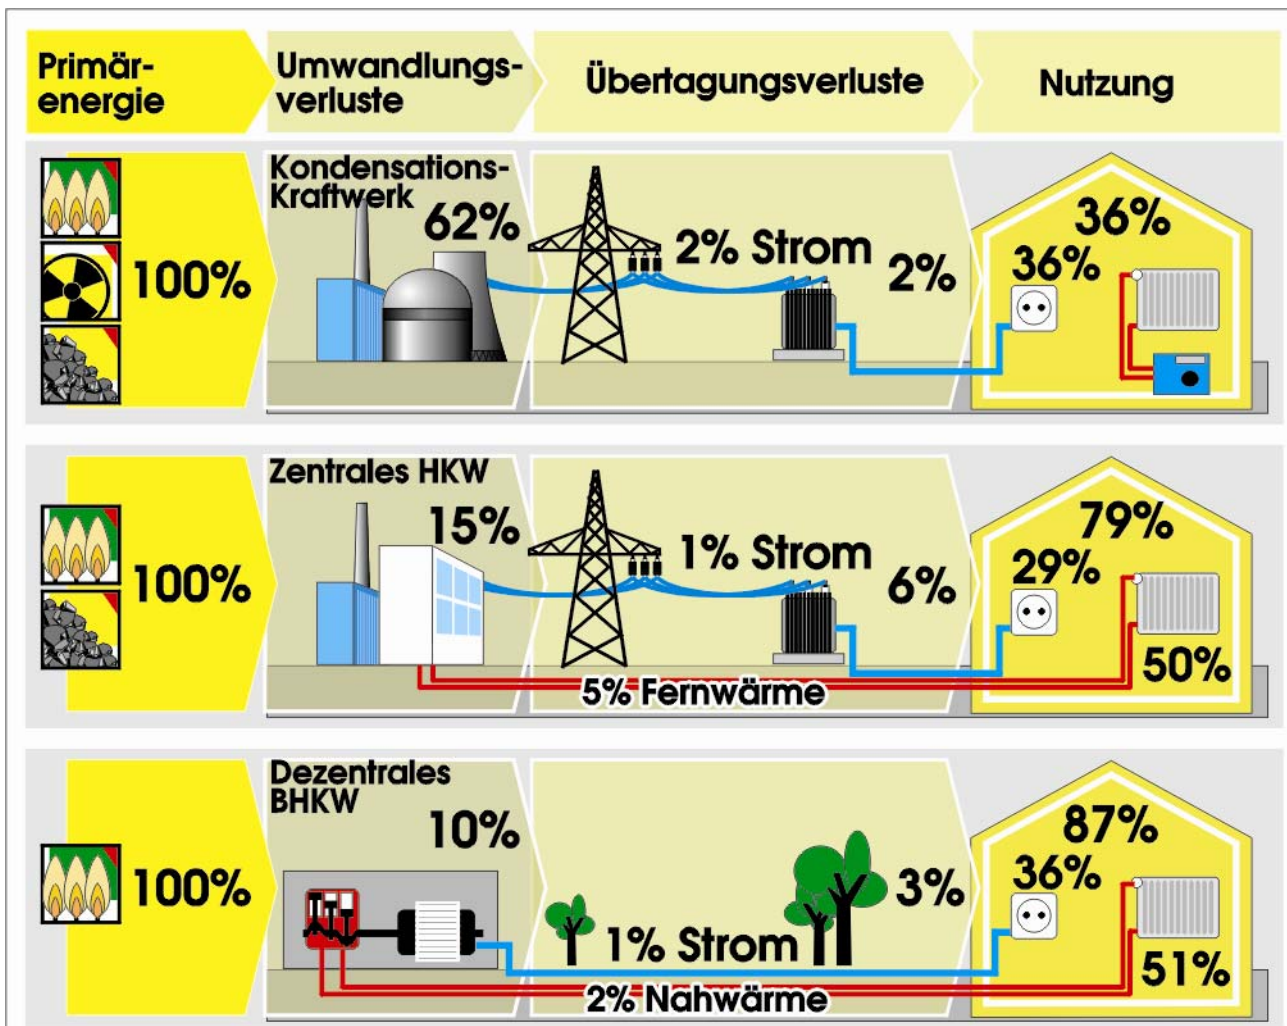 Primär-
energie
Umwandlungs-
verluste
Übertagungsverluste
Nutzung
Kondensations-
Kraftwerk
100%
62%
2% Strom
2%
36%
36%
Zentrales HKW
100%
15%
1% Strom
6%
5% Fernwärme
79%
29%
50%
Dezentrales
BHKW
100%
10%
1% Strom
3%
2% Nahwärme
87%
36%
51%